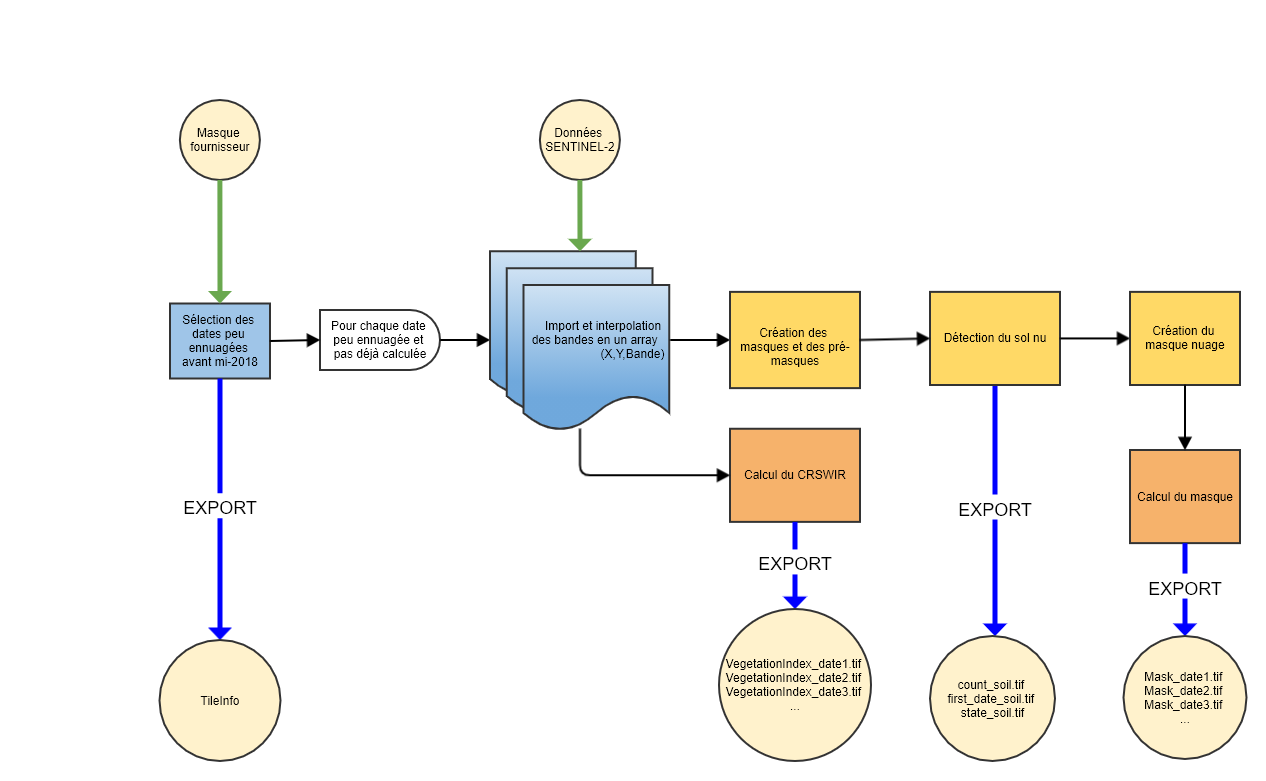 Masque
fournisseur
Données
SENTINEL-2
Sélection des
dates peu
ennuagées
avant mi-2018
Pour chaque date
peu ennuagée et
pas déjà calculée
Import et interpolation
des bandes en un array
(X,Y,Bande)
Création des
masques et des pré-
masques
Détection du sol nu
Création du
masque nuage
Calcul du CRSWIR
Calcul du masque
EXPORT
EXPORT
EXPORT
EXPORT
TileInfo
VegetationIndex_date1.tif
VegetationIndex_date2.tif
VegetationIndex_date3.tif
...
count_soil.tif
first_date_soil.tif
state_soil.tif
Mask_date1.tif
Mask_date2.tif
Mask_date3.tif
...